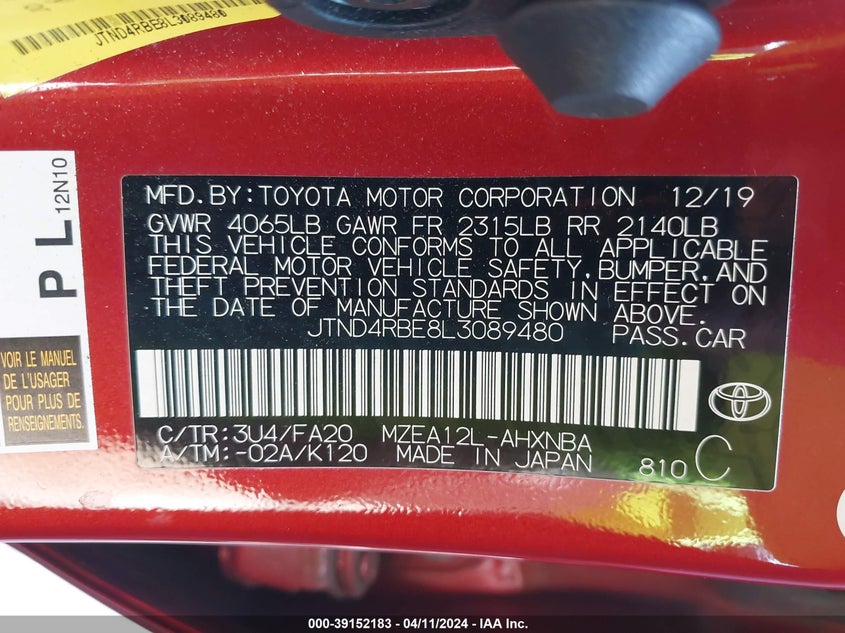 JTND4RBE8L3089480
P L
12N10
MFD.BY:TOYOTA MOTOR CORPORATION 12/19
GVWR 4065LB GAWR FR 2315LB RR 2140LB
THIS VEHICLE CONFORMS TO ALL APPLICABLE
FEDERAL MOTOR VEHICLE SAFETY,BUMPER,AND
THEFT PREVENTION STANDARDS IN EFFECT ON
THE DATE OF MANUFACTURE SHOWN ABOVE.
JTND4RBE8L3089480 PASS.CAR
VOIR LE MANUEL
DE L'USAGER
POUR PLUS DE
RENSEIGNEMENTS.
C/TR:3U4/FA20 MZEA12L-AHXNBA
A/TM:-02A/K120 MADE IN JAPAN 810 C
000-39152183 - 04/11/2024 - IAA Inc.